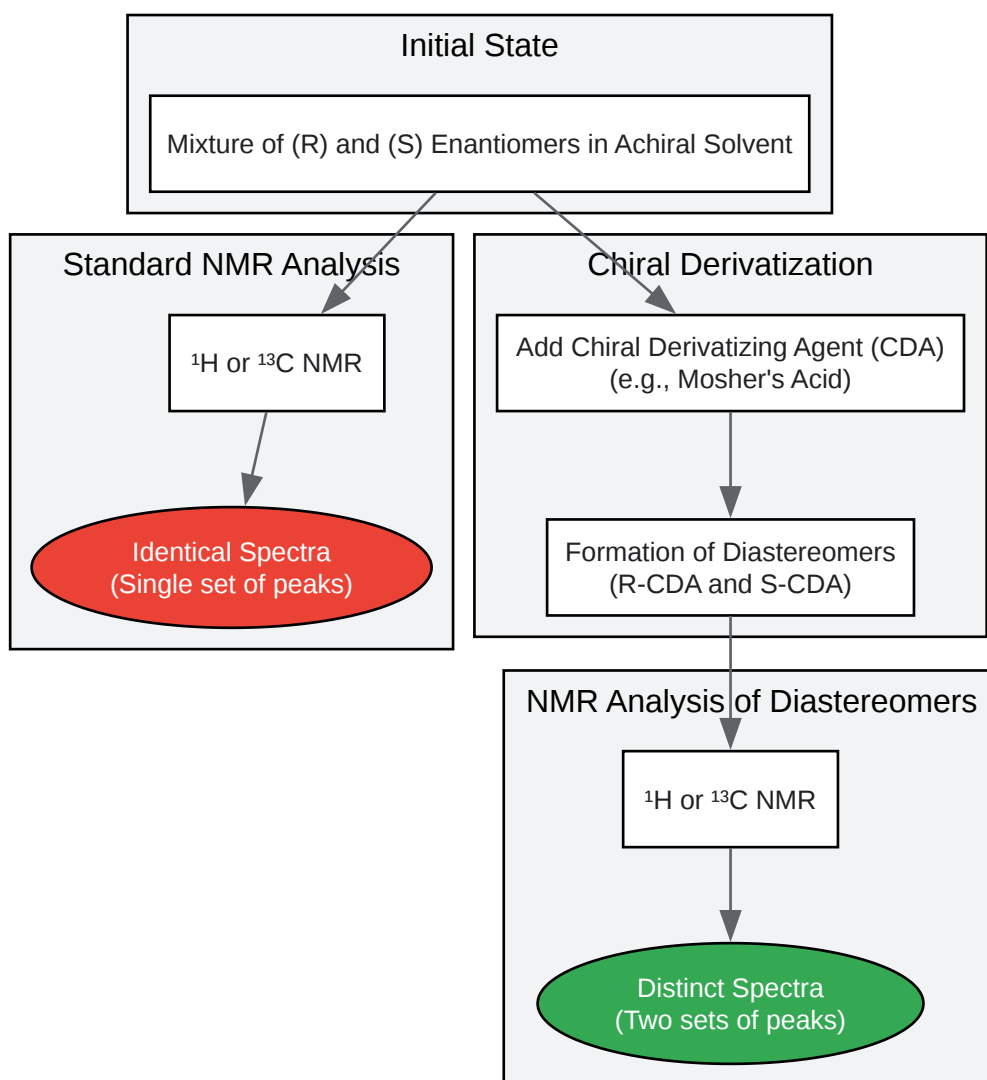 Initial State
Mixture of (R) and (S) Enantiomers in Achiral Solvent
Standard NMR Analysis
¹H or ¹³C NMR
Identical Spectra
(Single set of peaks)
Chiral Derivatization
Add Chiral Derivatizing Agent (CDA)
(e.g., Mosher's Acid)
Formation of Diastereomers
(R-CDA and S-CDA)
NMR Analysis of Diastereomers
¹H or ¹³C NMR
Distinct Spectra
(Two sets of peaks)